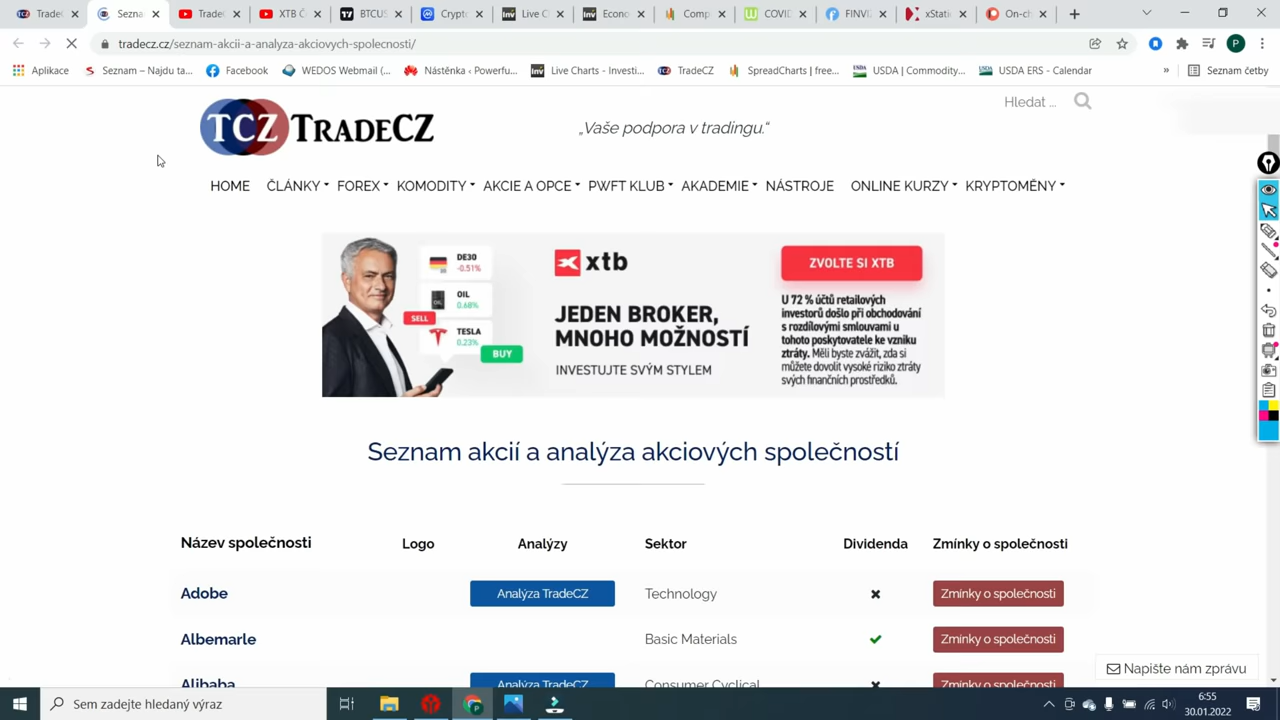 TradeC
Sezna
TradeC
XTB Č
BTCUS
Crypto
Live Cl
Econo
Comp
COVID
FINVIZ
xStati
On-ch
tradecz.cz/seznam-akcii-a-analyza-akciovych-spolecnosti/
P
Aplikace
Seznam – Najdu ta...
Facebook
WEDOS Webmail (...
Nástěnka ‹ Powerfu...
Live Charts - Investi...
TradeCZ
SpreadCharts | free...
USDA | Commodity...
USDA ERS - Calendar
»
Seznam četby
TCZ TRADECZ
„Vaše podpora v tradingu.“
Hledat ...
HOME ČLÁNKY FOREX KOMODITY AKCIE A OPCE PWFT KLUB AKADEMIE NÁSTROJE ONLINE KURZY KRYPTOMĚNY
DE30
-0.51%
OIL
0.68%
SELL
TESLA
0.23%
BUY
xtb
JEDEN BROKER,
MNOHO MOŽNOSTÍ
INVESTUJTE SVÝM STYLEM
ZVOLTE SI XTB
U 72 % účtů retailových
investorů došlo při obchodování
s rozdílovými smlouvami u
tohoto poskytovatele ke vzniku
ztráty. Měli byste zvážit, zda si
můžete dovolit vysoké riziko ztráty
svých finančních prostředků.
Seznam akcií a analýza akciových společností
Název společnosti Logo Analýzy Sektor Dividenda Zmínky o společnosti
Adobe Analýza TradeCZ Technology Zmínky o společnosti
Albemarle Basic Materials Zmínky o společnosti
Alibaba Analýza TradeCZ Consumer Cyclical Zmínky o společnosti
Napište nám zprávu
Sem zadejte hledaný výraz
6:55
30.01.2022